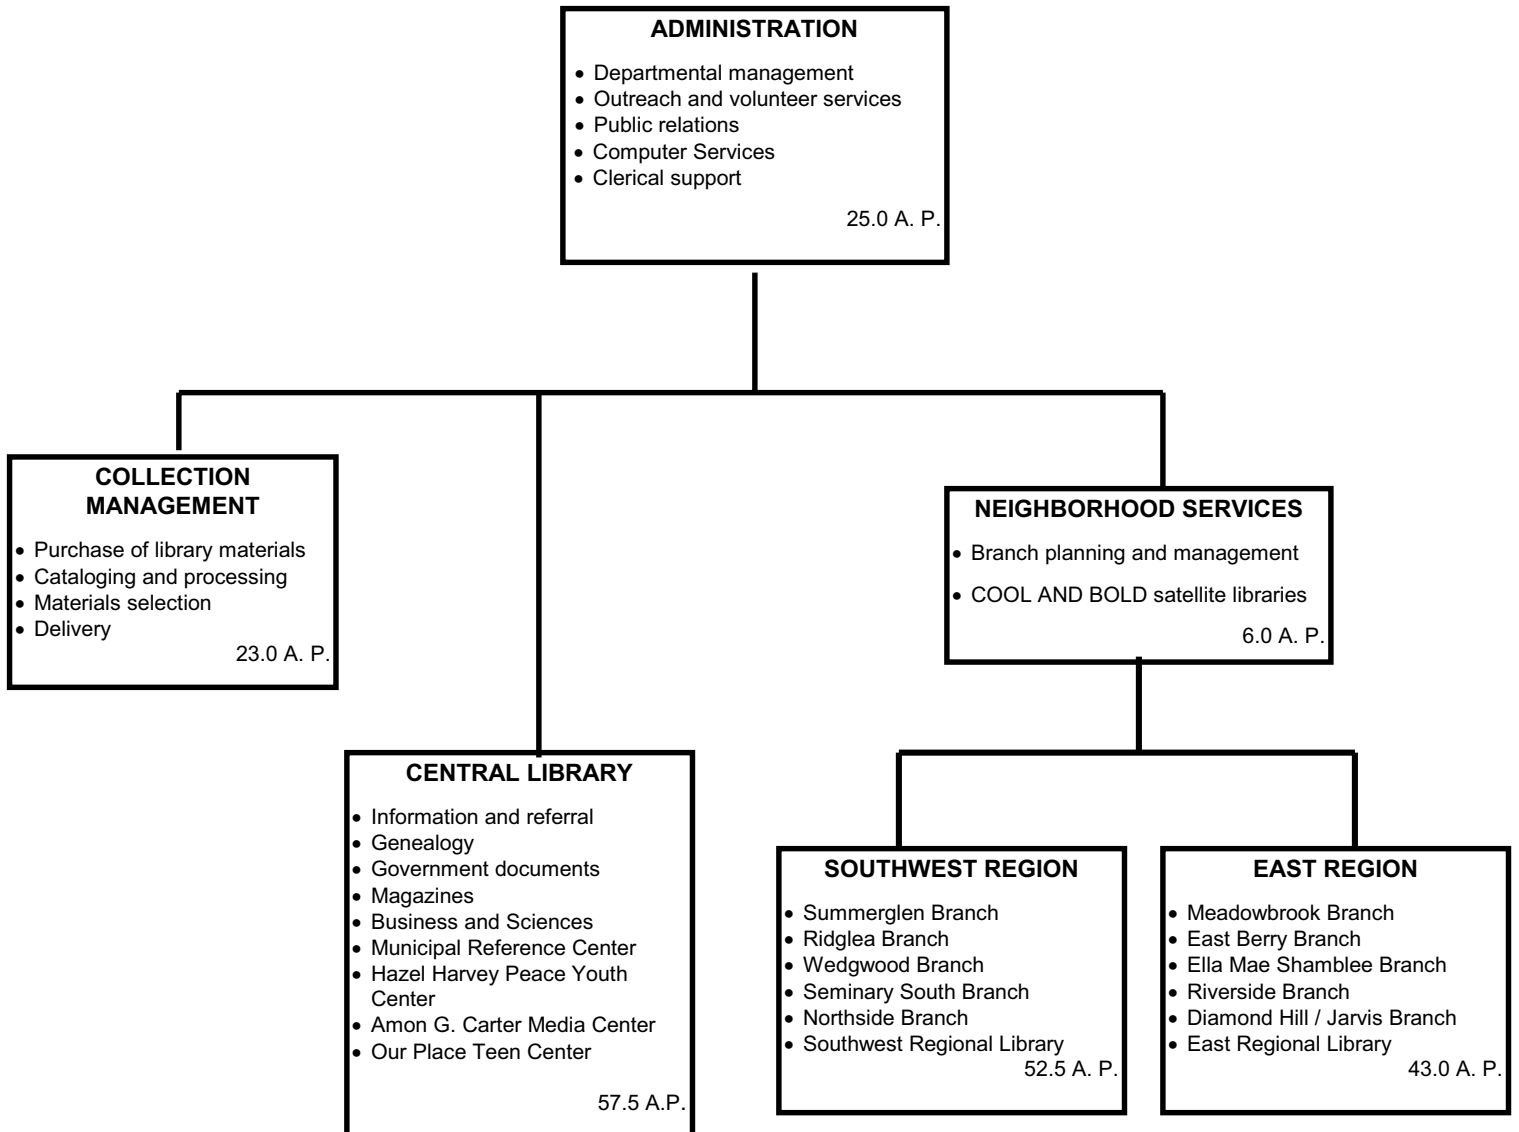 ADMINISTRATION
• Departmental management
• Outreach and volunteer services
• Public relations
• Computer Services
• Clerical support
25.0 A. P.
COLLECTION
MANAGEMENT
• Purchase of library materials
• Cataloging and processing
• Materials selection
• Delivery
23.0 A. P.
NEIGHBORHOOD SERVICES
• Branch planning and management
• COOL AND BOLD satellite libraries
6.0 A. P.
CENTRAL LIBRARY
• Information and referral
• Genealogy
• Government documents
• Magazines
• Business and Sciences
• Municipal Reference Center
• Hazel Harvey Peace Youth
Center
• Amon G. Carter Media Center
• Our Place Teen Center
57.5 A.P.
SOUTHWEST REGION
• Summerglen Branch
• Ridglea Branch
• Wedgwood Branch
• Seminary South Branch
• Northside Branch
• Southwest Regional Library
52.5 A. P.
EAST REGION
• Meadowbrook Branch
• East Berry Branch
• Ella Mae Shamblee Branch
• Riverside Branch
• Diamond Hill / Jarvis Branch
• East Regional Library
43.0 A. P.